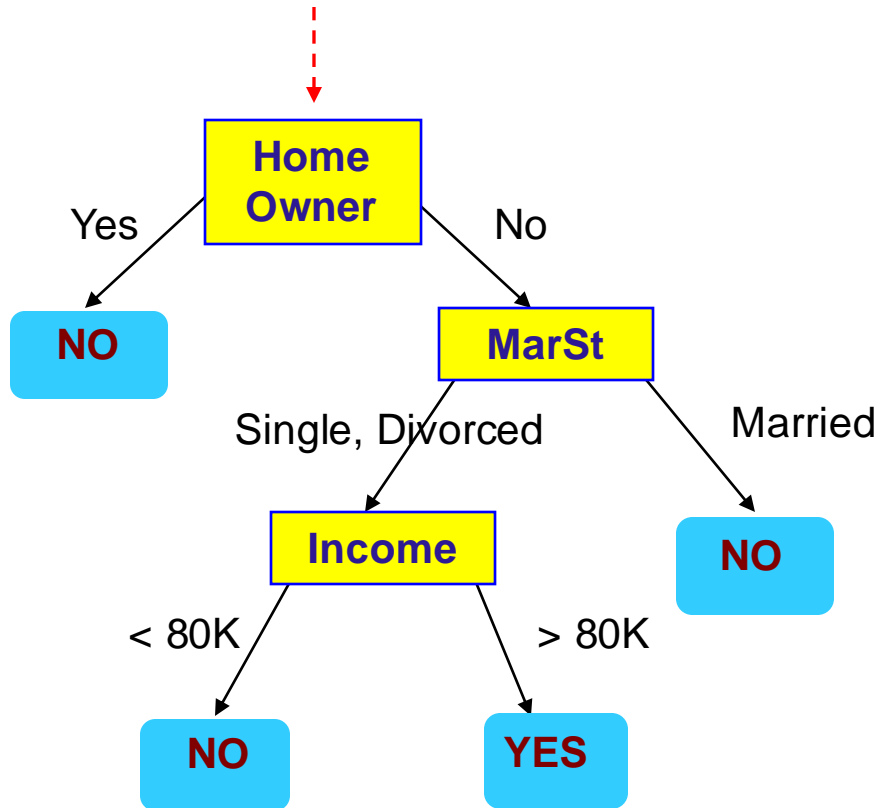 Home
Owner
Yes
No
NO
MarSt
Single, Divorced
Married
Income
NO
< 80K
> 80K
NO
YES